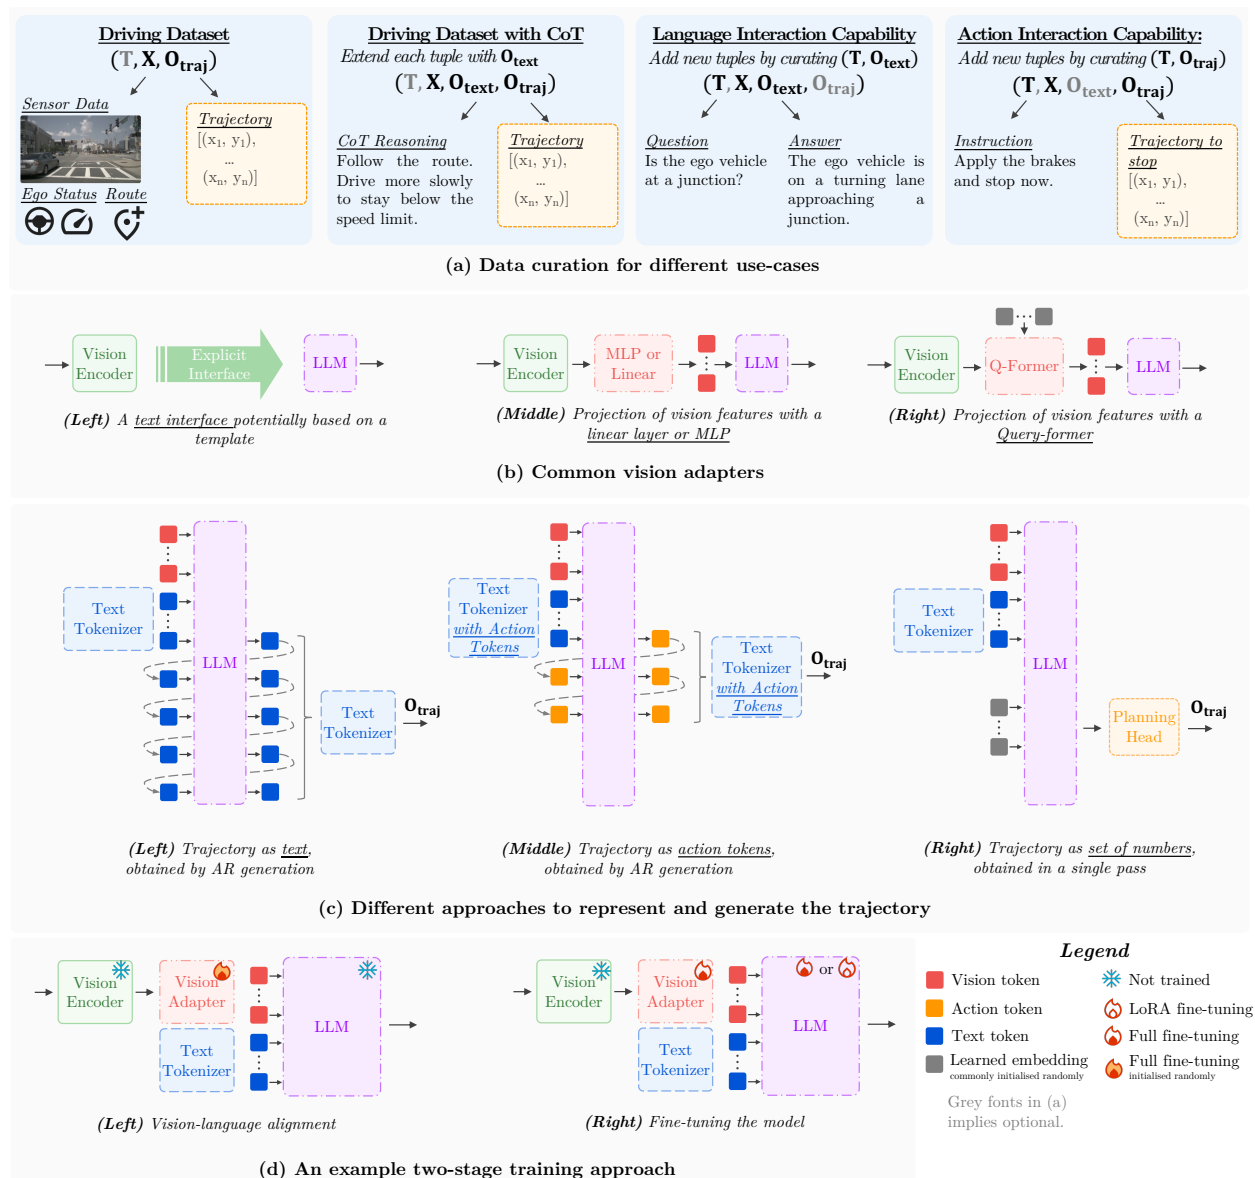 Driving Dataset
(T, X, O_traj)
Sensor Data
Trajectory
[(x₁, y₁),
...
(xₙ, yₙ)]
Ego Status Route
Driving Dataset with CoT
Extend each tuple with O_text
(T, X, O_text, O_traj)
CoT Reasoning
Follow the route.
Drive more slowly
to stay below the
speed limit.
Trajectory
[(x₁, y₁),
...
(xₙ, yₙ)]
Language Interaction Capability
Add new tuples by curating (T, O_text)
(T, X, O_text, O_traj)
Question
Is the ego vehicle
at a junction?
Answer
The ego vehicle is
on a turning lane
approaching a
junction.
Action Interaction Capability:
Add new tuples by curating (T, O_traj)
(T, X, O_text, O_traj)
Instruction
Apply the brakes
and stop now.
Trajectory to
stop
[(x₁, y₁),
...
(xₙ, yₙ)]
(a) Data curation for different use-cases
Vision
Encoder
Explicit
Interface
LLM
(Left) A text interface potentially based on a
template
Vision
Encoder
MLP or
Linear
LLM
(Middle) Projection of vision features with a
linear layer or MLP
Vision
Encoder
Q-Former
LLM
(Right) Projection of vision features with a
Query-former
(b) Common vision adapters
Text
Tokenizer
LLM
Text
Tokenizer
O_traj
(Left) Trajectory as text,
obtained by AR generation
Text
Tokenizer
with Action
Tokens
LLM
Text
Tokenizer
with Action
Tokens
O_traj
(Middle) Trajectory as action tokens,
obtained by AR generation
Text
Tokenizer
LLM
Planning
Head
O_traj
(Right) Trajectory as set of numbers,
obtained in a single pass
(c) Different approaches to represent and generate the trajectory
Vision
Encoder
Vision
Adapter
Text
Tokenizer
LLM
(Left) Vision-language alignment
Vision
Encoder
Vision
Adapter
Text
Tokenizer
or
LLM
(Right) Fine-tuning the model
(d) An example two-stage training approach
Legend
Vision token
Action token
Text token
Learned embedding
commonly initialised randomly
Not trained
LoRA fine-tuning
Full fine-tuning
Full fine-tuning
initialised randomly
Grey fonts in (a)
implies optional.